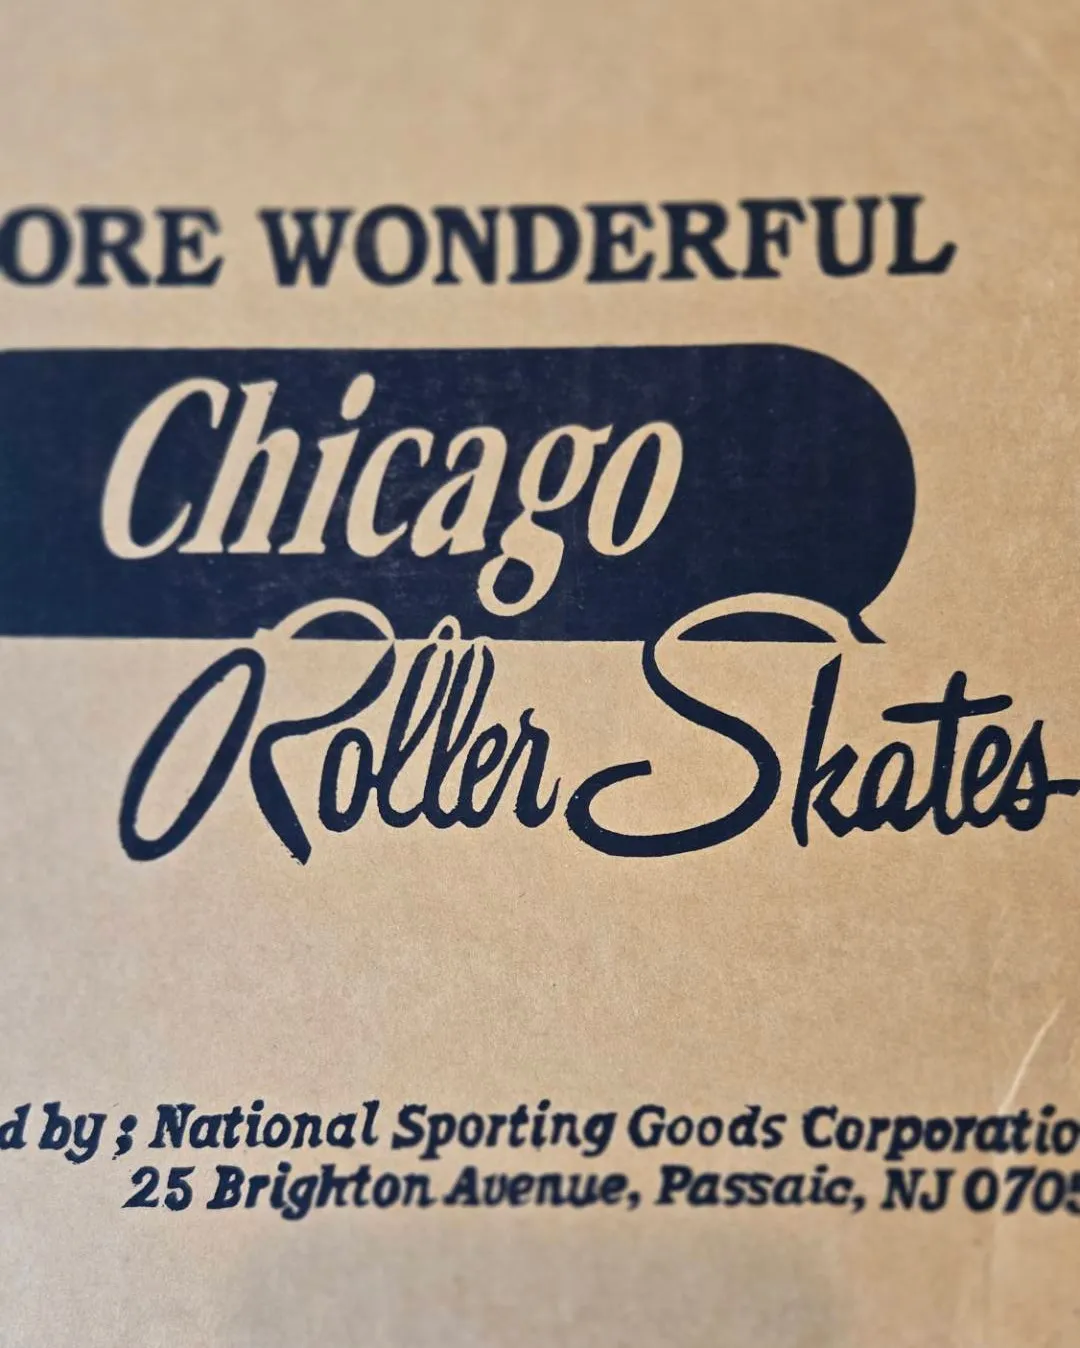 ORE WONDERFUL
Chicago
Roller Skates
d by ; National Sporting Goods Corporatio
25 Brighton Avenue, Passaic, NJ 0705